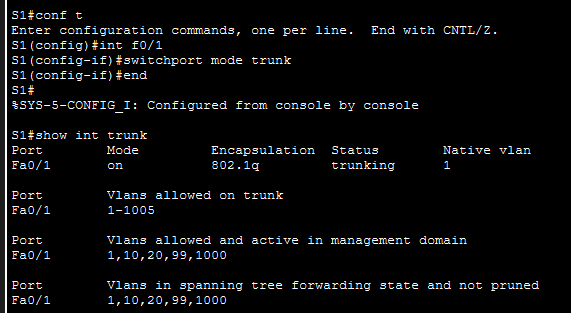 S1#conf t
Enter configuration commands, one per line.  End with CNTL/Z.
S1(config)#int f0/1
S1(config-if)#switchport mode trunk
S1(config-if)#end
S1#
%SYS-5-CONFIG_I: Configured from console by console
S1#show int trunk
Port        Mode         Encapsulation  Status        Native vlan
Fa0/1       on           802.1q         trunking      1
Port        Vlans allowed on trunk
Fa0/1       1-1005
Port        Vlans allowed and active in management domain
Fa0/1       1,10,20,99,1000
Port        Vlans in spanning tree forwarding state and not pruned
Fa0/1       1,10,20,99,1000